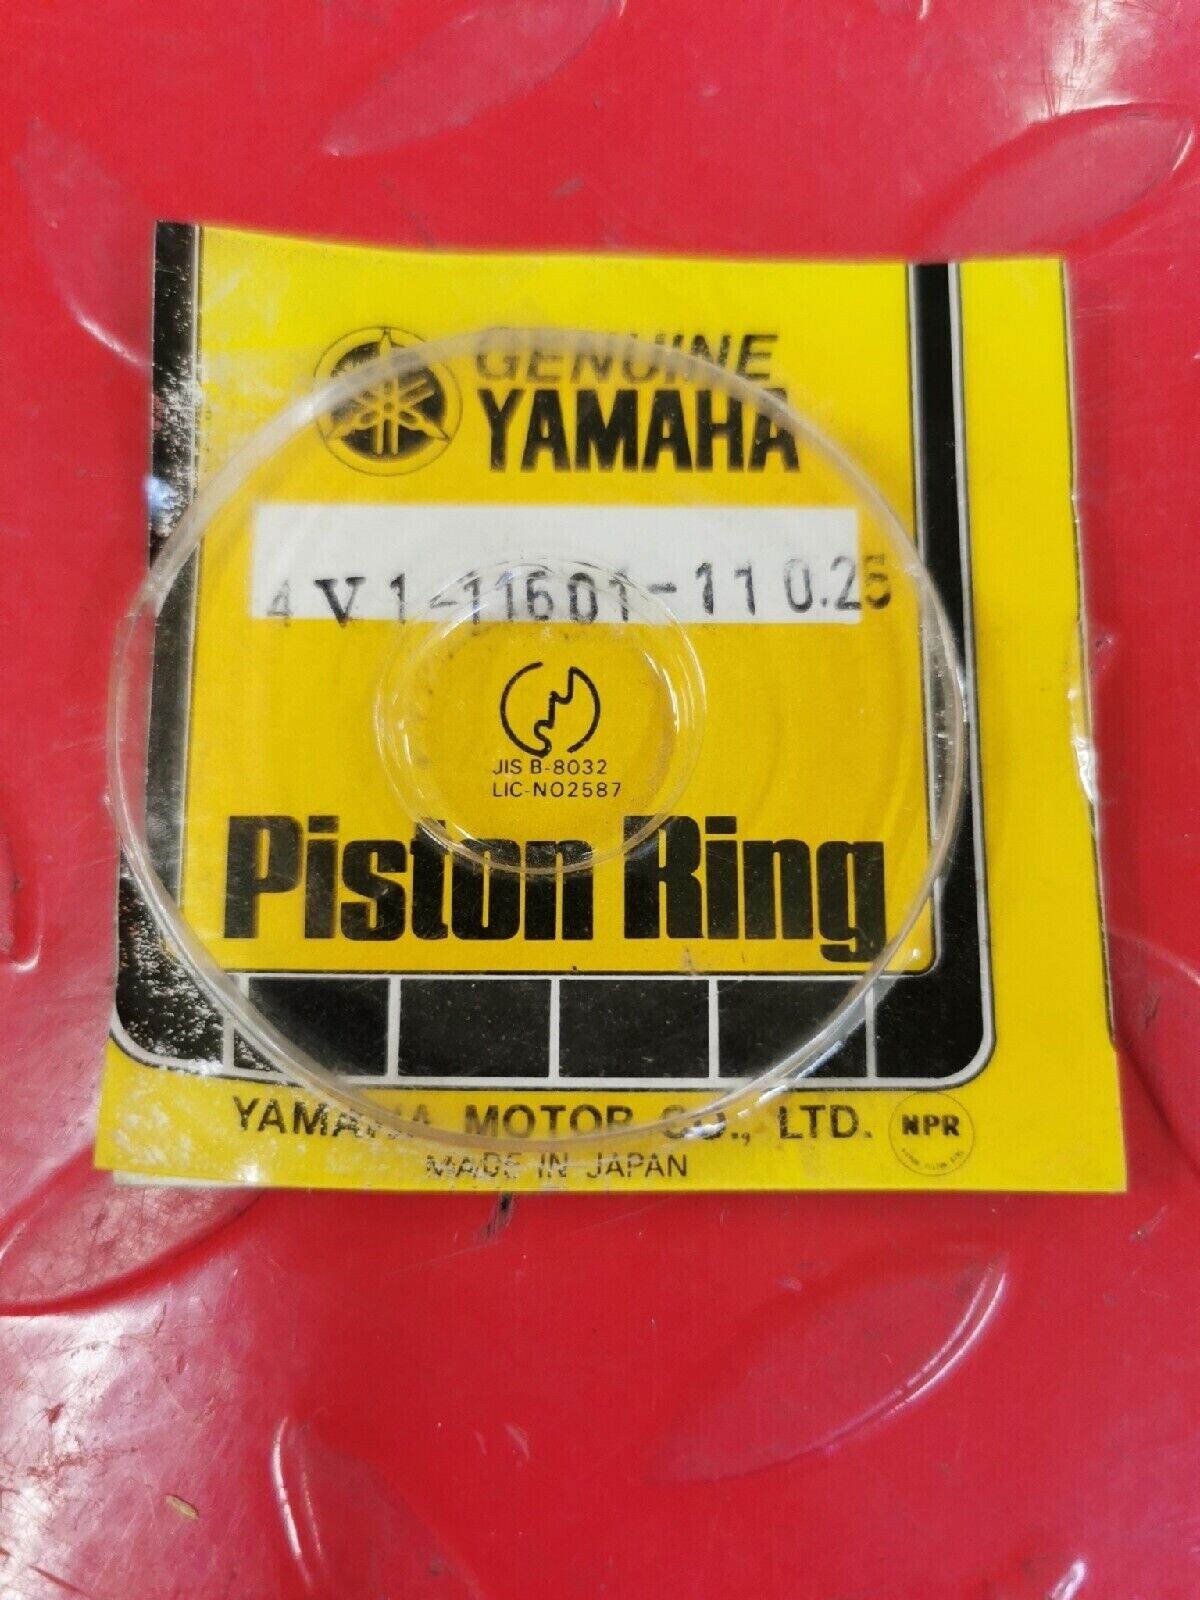 GENUINE
YAMAHA
4V1-11601-11 0.25
JIS B-8032
LIC-NO2587
Piston Ring
YAMAHA MOTOR CO., LTD.
NPR
MADE IN JAPAN